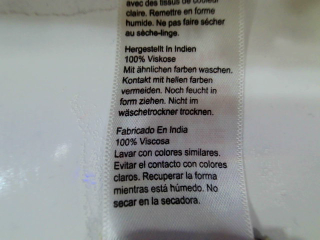 avec des tissus de couleur
claire. Remettre en forme
humide. Ne pas faire sécher
au sèche-linge.
Hergestellt In Indien
100% Viskose
Mit ähnlichen farben waschen.
Kontakt mit hellen farben
vermeiden. Noch feucht in
form ziehen. Nicht im
wäschetrockner trocknen.
Fabricado En India
100% Viscosa
Lavar con colores similares.
Evitar el contacto con colores
claros. Recuperar la forma
mientras está húmedo. No
secar en la secadora.